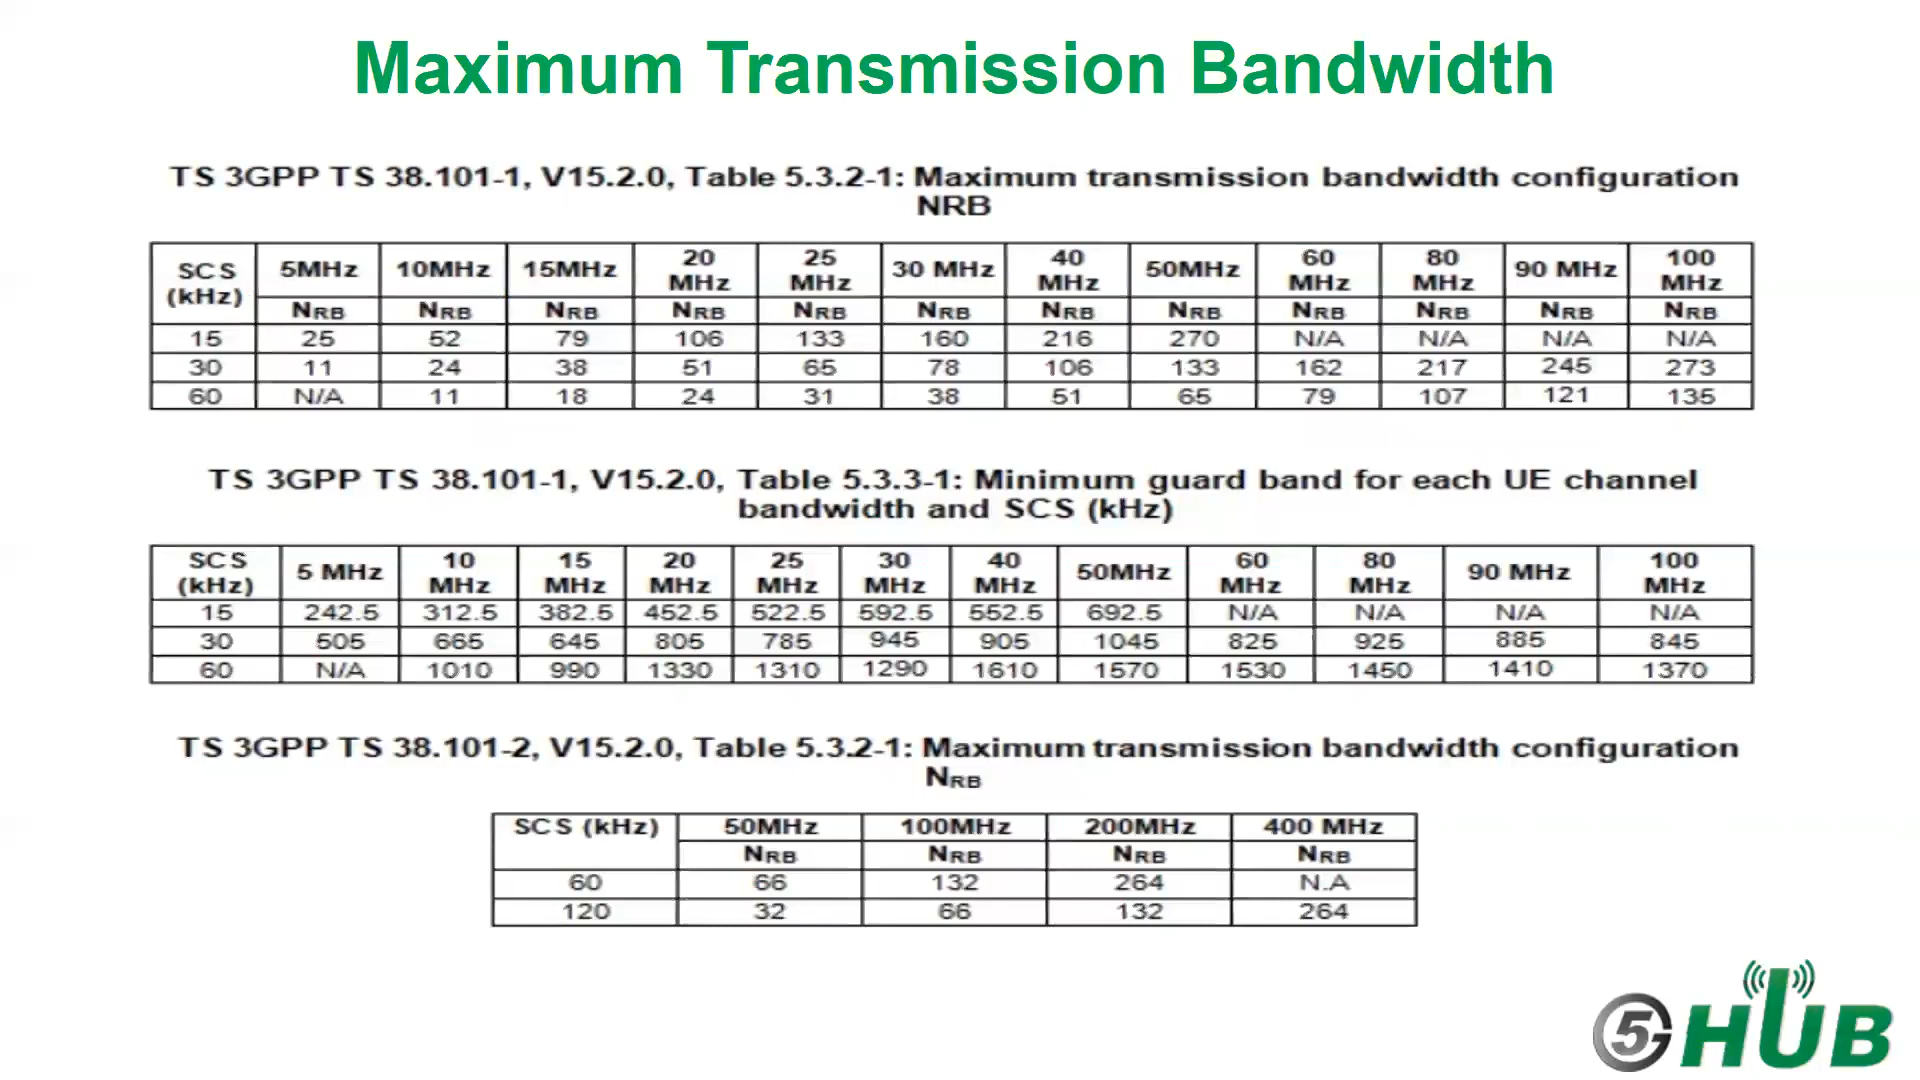 Maximum Transmission Bandwidth
TS 3GPP TS 38.101-1, V15.2.0, Table 5.3.2-1: Maximum transmission bandwidth configuration
NRB
SCS (kHz) 5MHz 10MHz 15MHz 20 MHz 25 MHz 30 MHz 40 MHz 50MHz 60 MHz 80 MHz 90 MHz 100 MHz
NRB NRB NRB NRB NRB NRB NRB NRB NRB NRB NRB NRB
15 25 52 79 106 133 160 216 270 N/A N/A N/A N/A
30 11 24 38 51 65 78 106 133 162 217 245 273
60 N/A 11 18 24 31 38 51 65 79 107 121 135
TS 3GPP TS 38.101-1, V15.2.0, Table 5.3.3-1: Minimum guard band for each UE channel
bandwidth and SCS (kHz)
SCS (kHz) 5 MHz 10 MHz 15 MHz 20 MHz 25 MHz 30 MHz 40 MHz 50MHz 60 MHz 80 MHz 90 MHz 100 MHz
15 242.5 312.5 382.5 452.5 522.5 592.5 552.5 692.5 N/A N/A N/A N/A
30 505 665 645 805 785 945 905 1045 825 925 885 845
60 N/A 1010 990 1330 1310 1290 1610 1570 1530 1450 1410 1370
TS 3GPP TS 38.101-2, V15.2.0, Table 5.3.2-1: Maximum transmission bandwidth configuration
NRB
SCS (kHz) 50MHz 100MHz 200MHz 400 MHz
NRB NRB NRB NRB
60 66 132 264 N.A
120 32 66 132 264
5G HUB